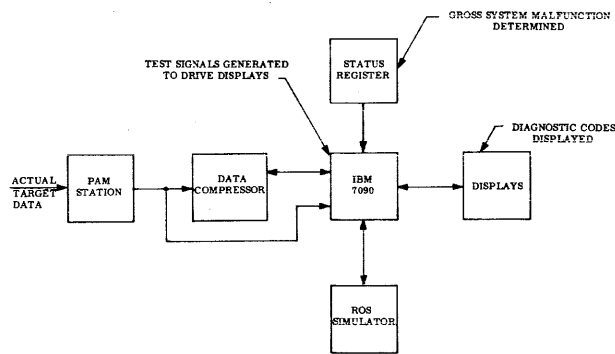 GROSS SYSTEM MALFUNCTION
DETERMINED
TEST SIGNALS GENERATED
TO DRIVE DISPLAYS
STATUS
REGISTER
DIAGNOSTIC CODES
DISPLAYED
ACTUAL
TARGET
DATA
PAM
STATION
DATA
COMPRESSOR
IBM
7090
DISPLAYS
ROS
SIMULATOR